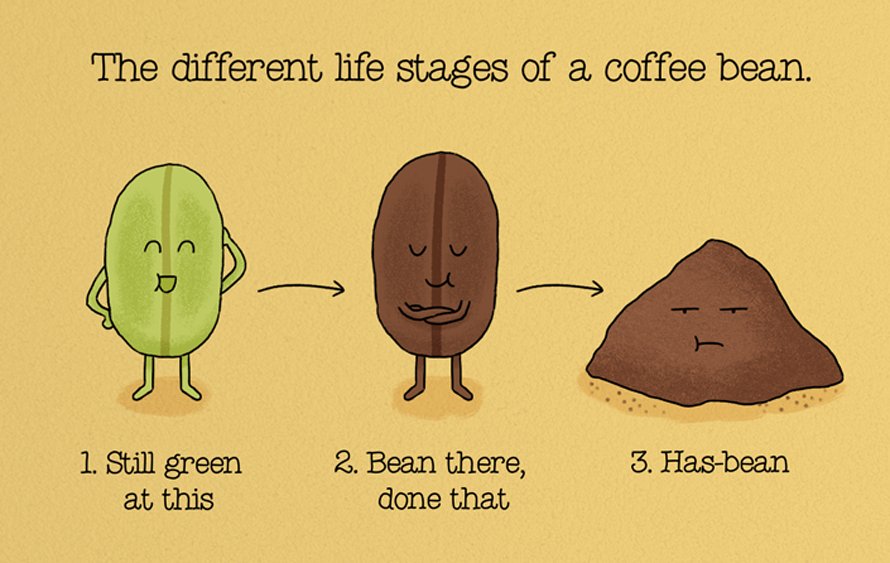 The different life stages of a coffee bean.
1. Still green
at this
2. Bean there,
done that
3. Has-bean